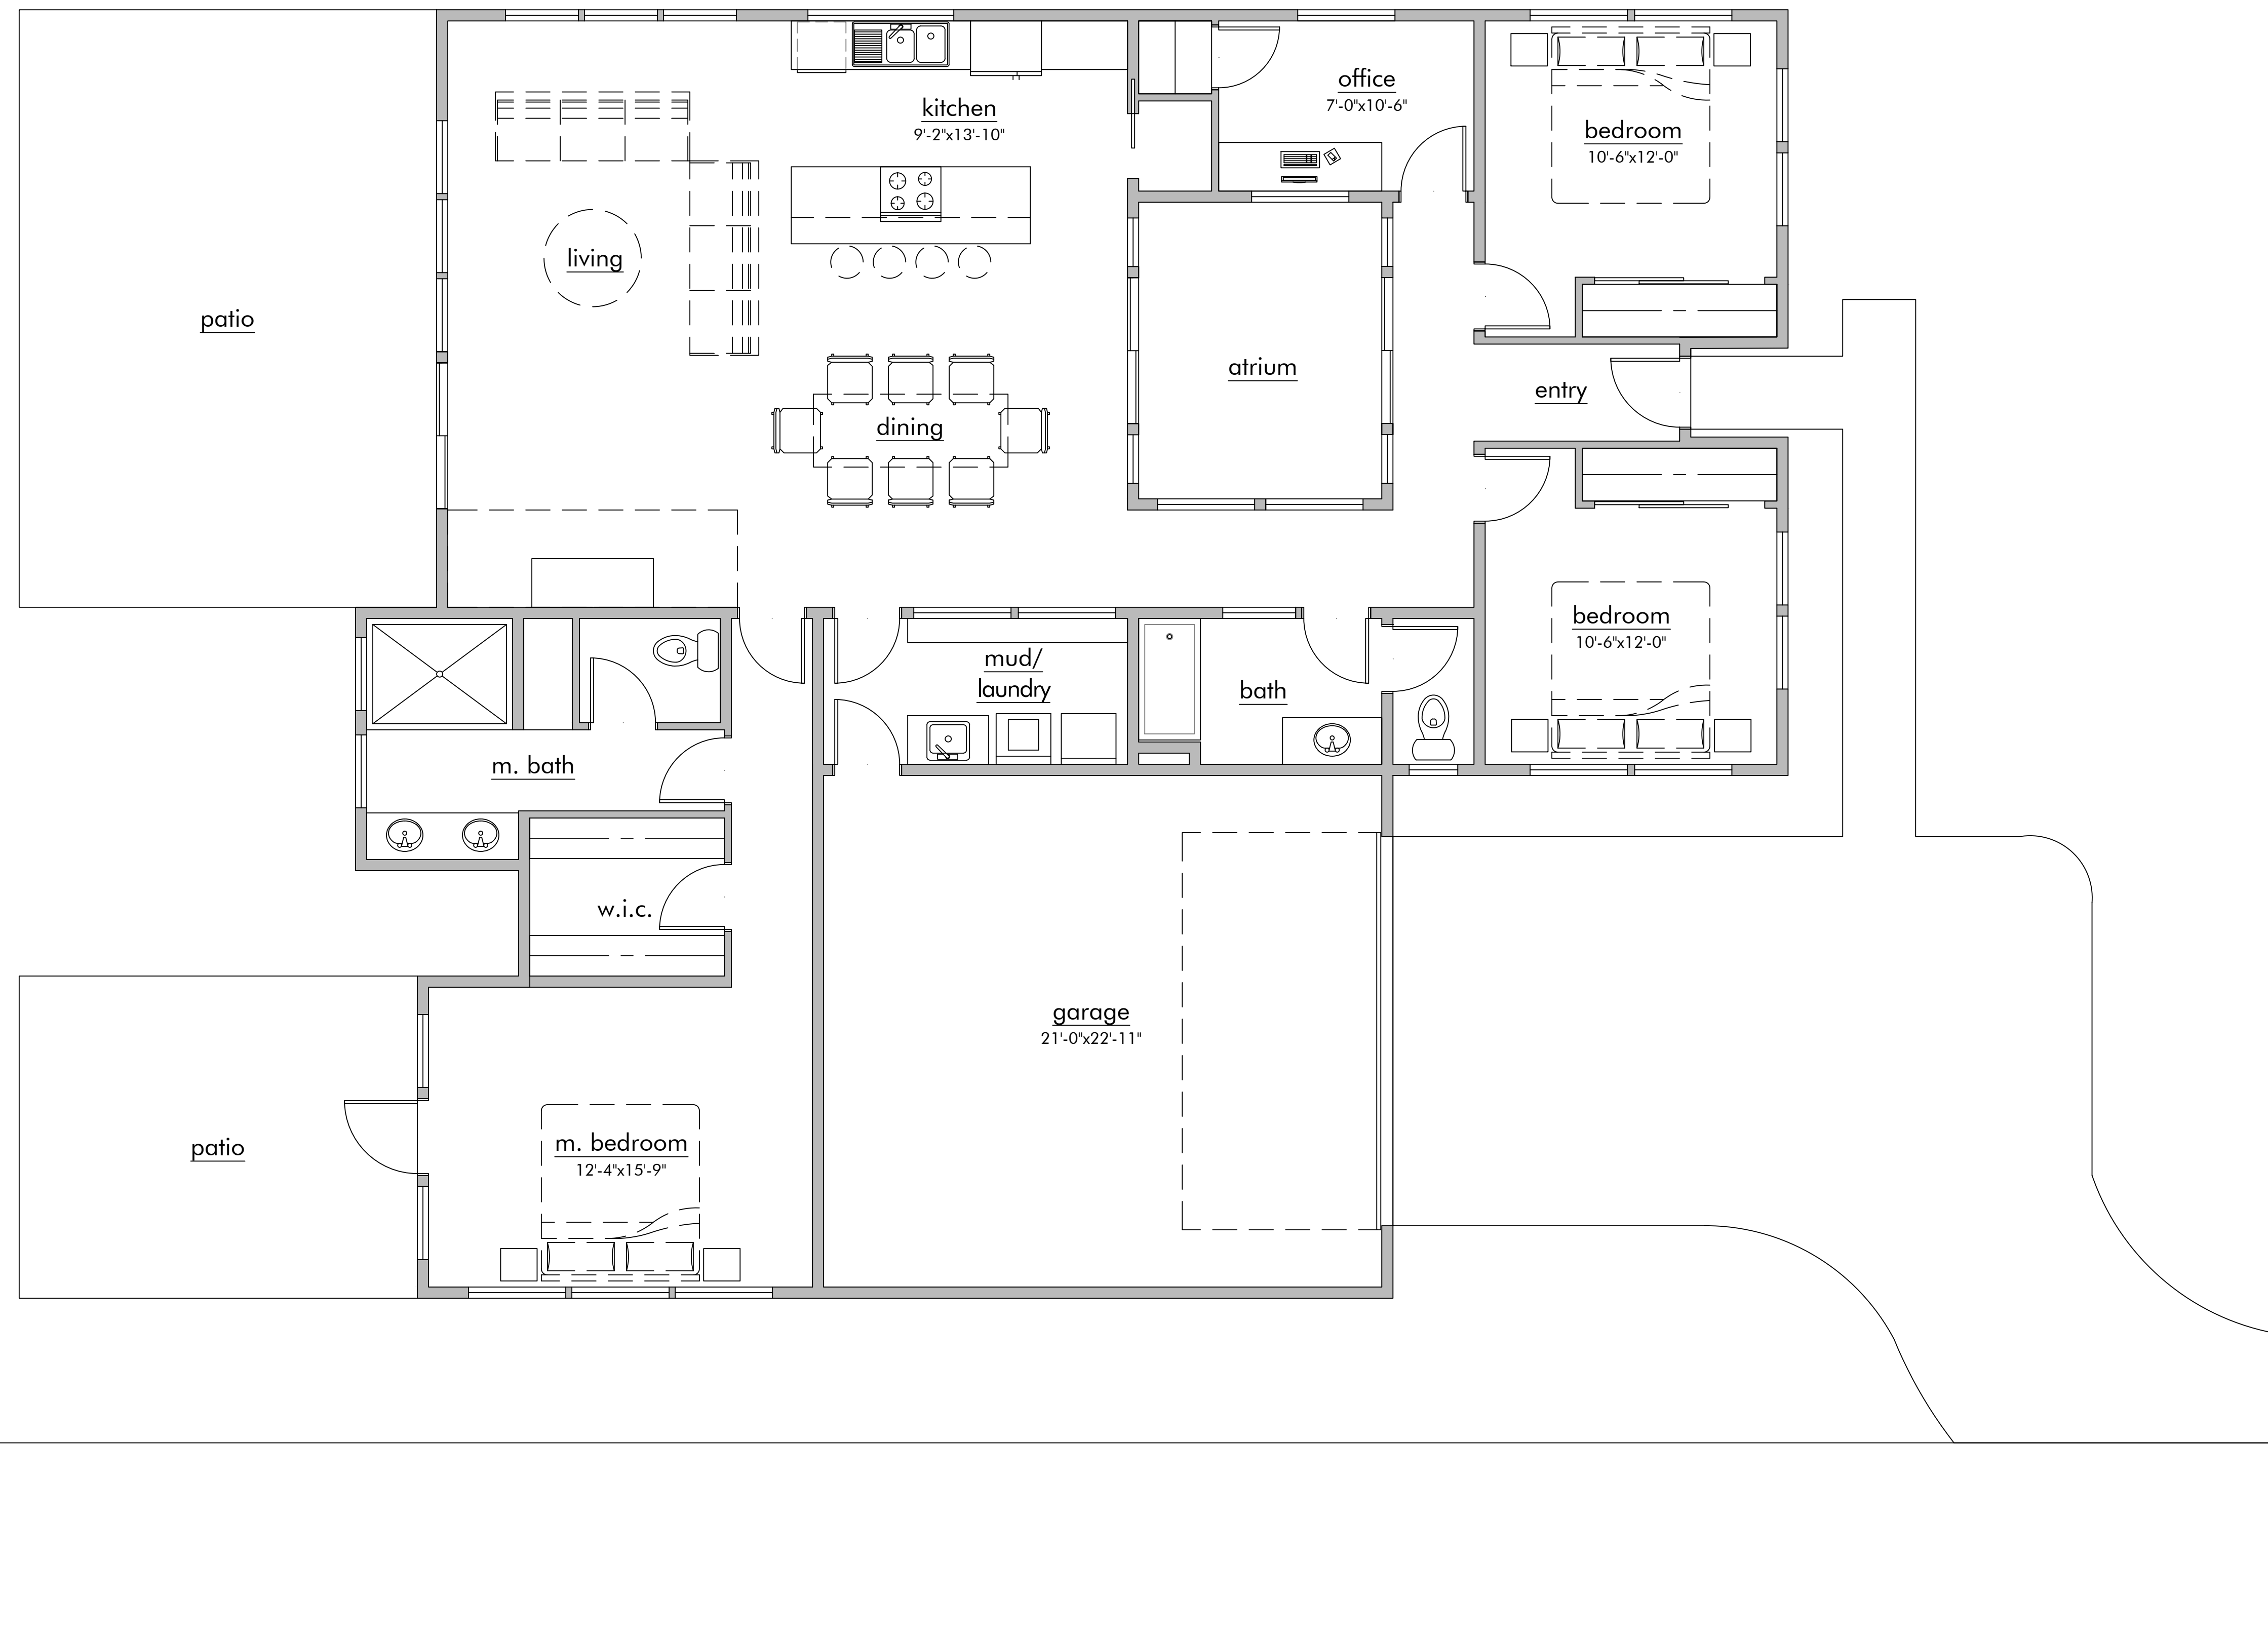 office
7'-0"x10'-6"
kitchen
9'-2"x13'-10"
bedroom
10'-6"x12'-0"
living
patio
atrium
entry
dining
bedroom
10'-6"x12'-0"
mud/
laundry
bath
m. bath
w.i.c.
garage
21'-0"x22'-11"
m. bedroom
12'-4"x15'-9"
patio